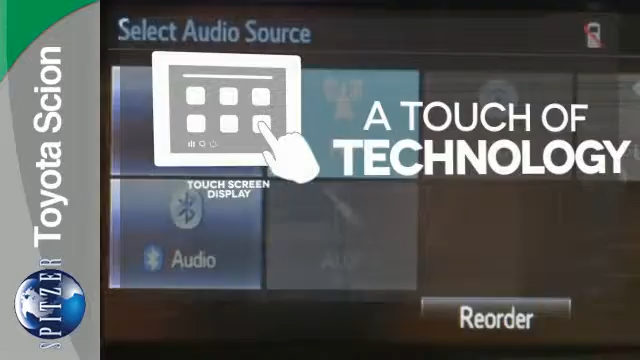 Select Audio Source
A TOUCH OF
TECHNOLOGY
TOUCH SCREEN
DISPLAY
Audio
Reorder
Toyota Scion
SPITZER